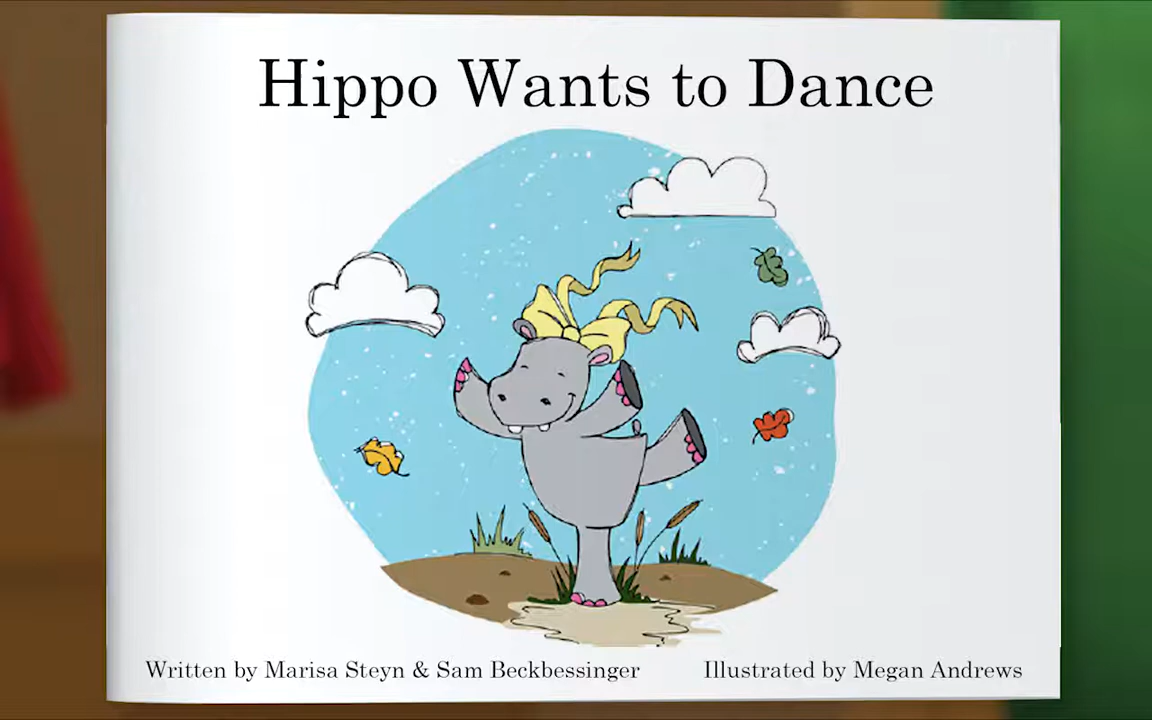 Hippo Wants to Dance
Written by Marisa Steyn & Sam Beckbessinger
Illustrated by Megan Andrews